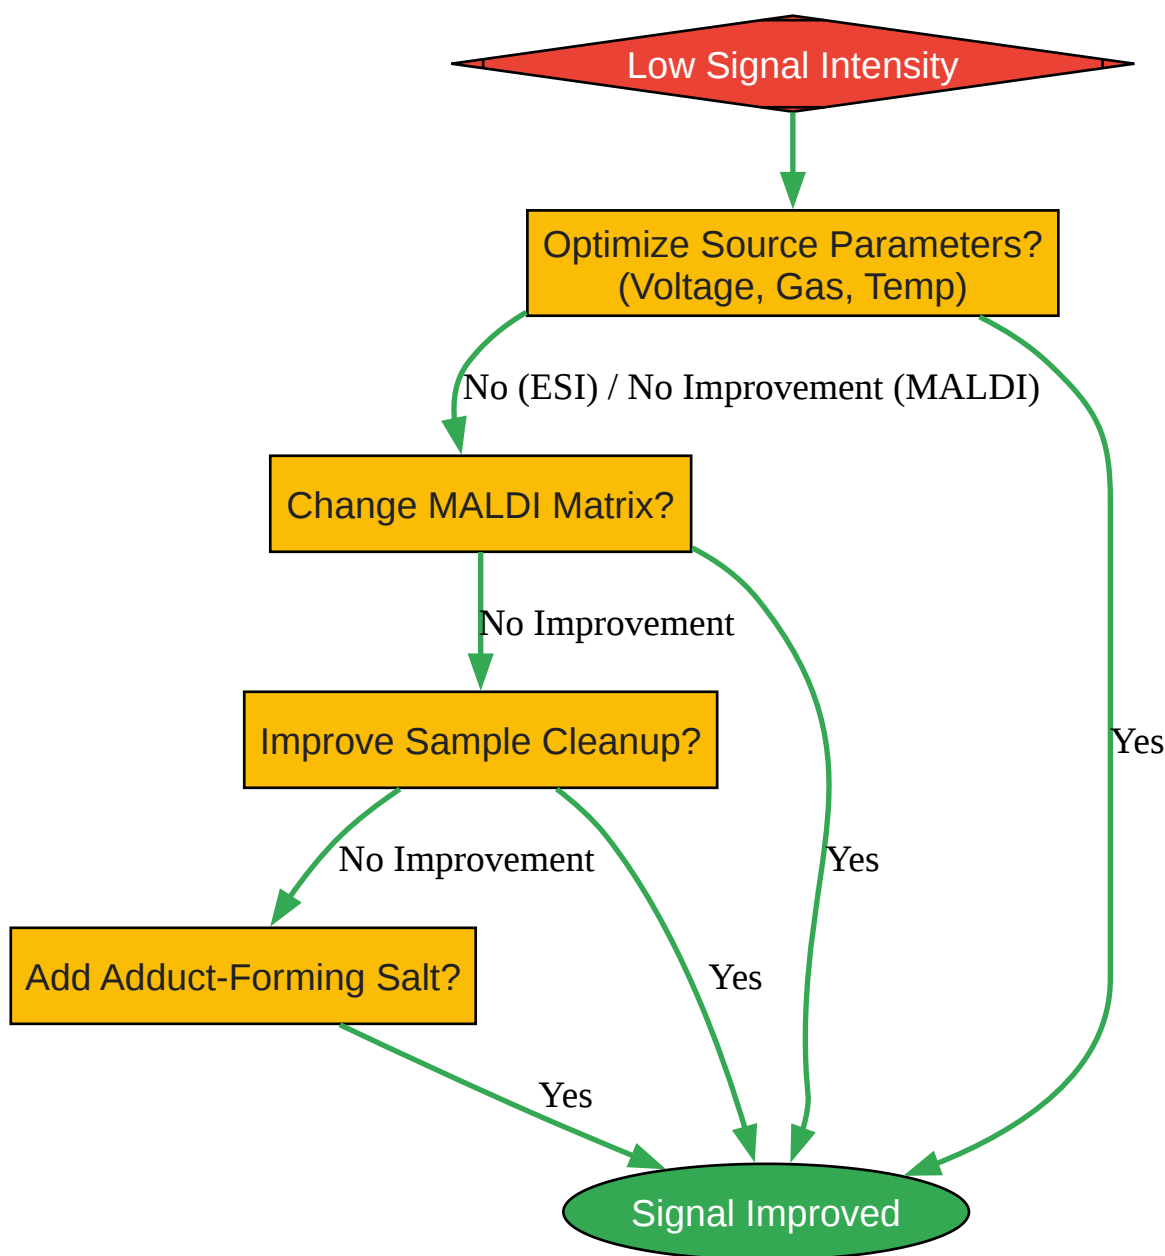 Low Signal Intensity
Optimize Source Parameters?
(Voltage, Gas, Temp)
No (ESI) / No Improvement (MALDI)
Change MALDI Matrix?
No Improvement
Improve Sample Cleanup?
Yes
No Improvement
Yes
Add Adduct-Forming Salt?
Yes
Yes
Signal Improved